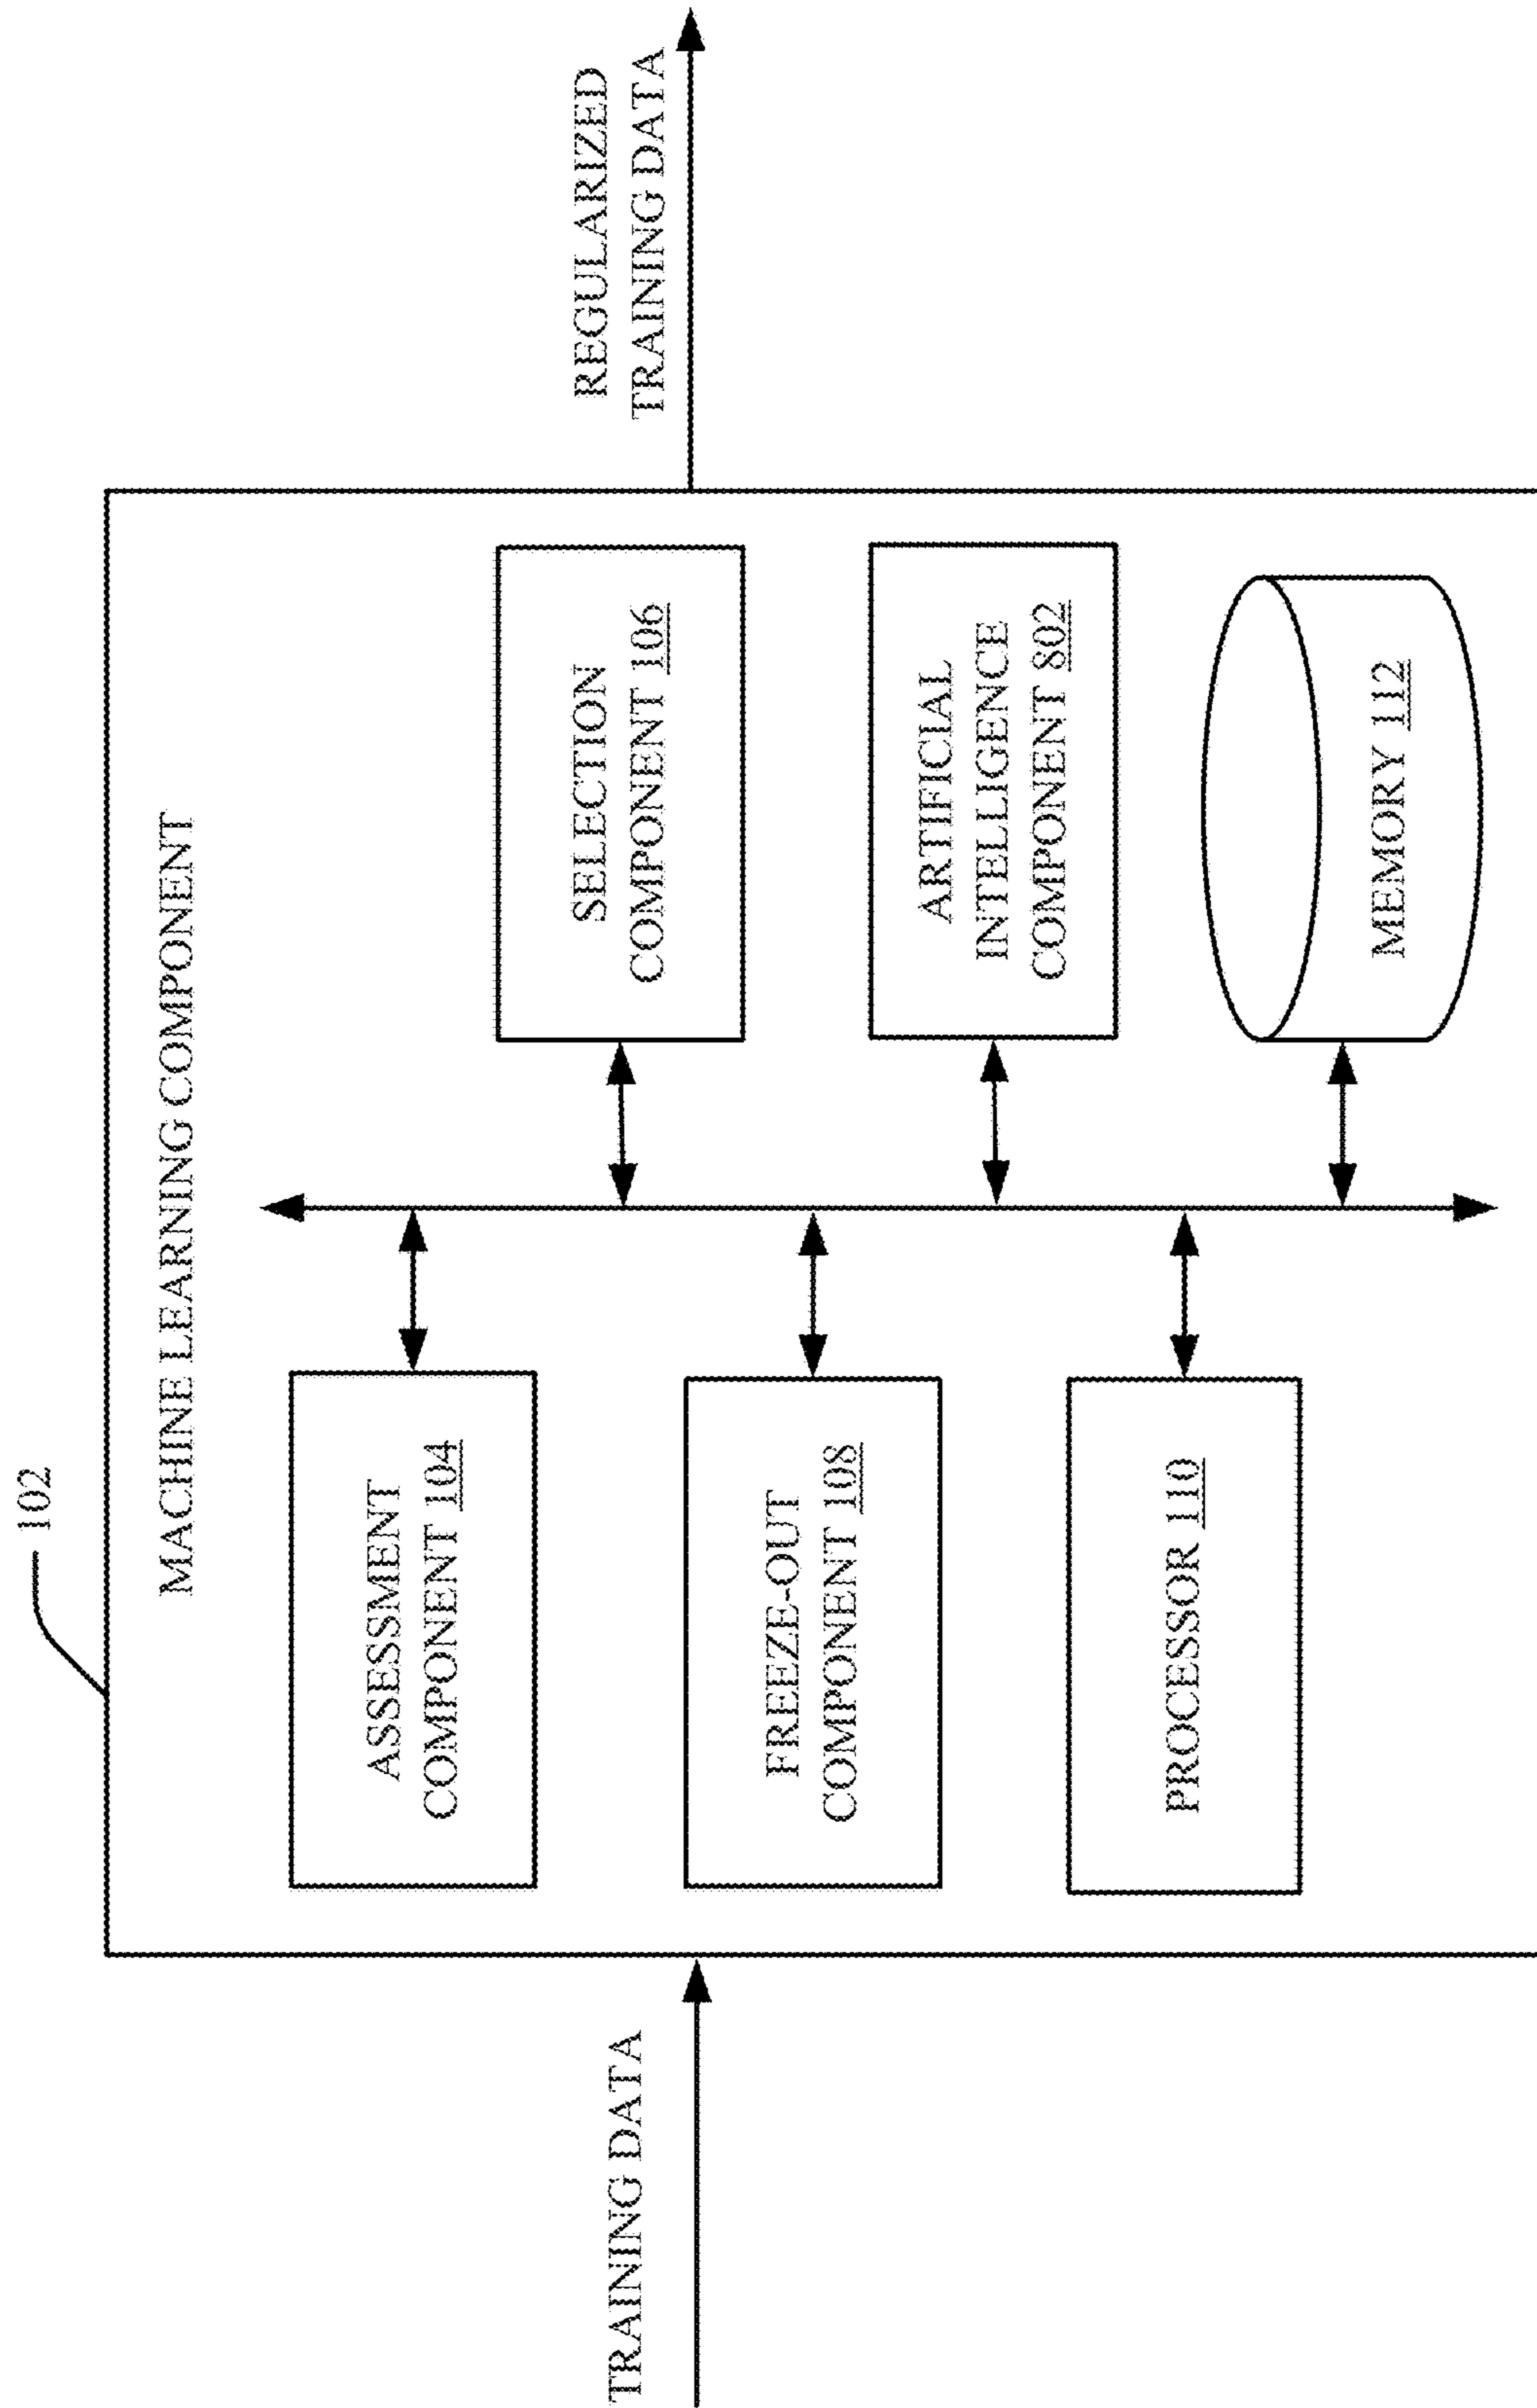 102
MACHINE LEARNING COMPONENT
TRAINING DATA
ASSESSMENT
COMPONENT 104
SELECTION
COMPONENT 106
REGULARIZED
TRAINING DATA
FREEZE-OUT
COMPONENT 108
ARTIFICIAL
INTELLIGENCE
COMPONENT 802
PROCESSOR 110
MEMORY 112